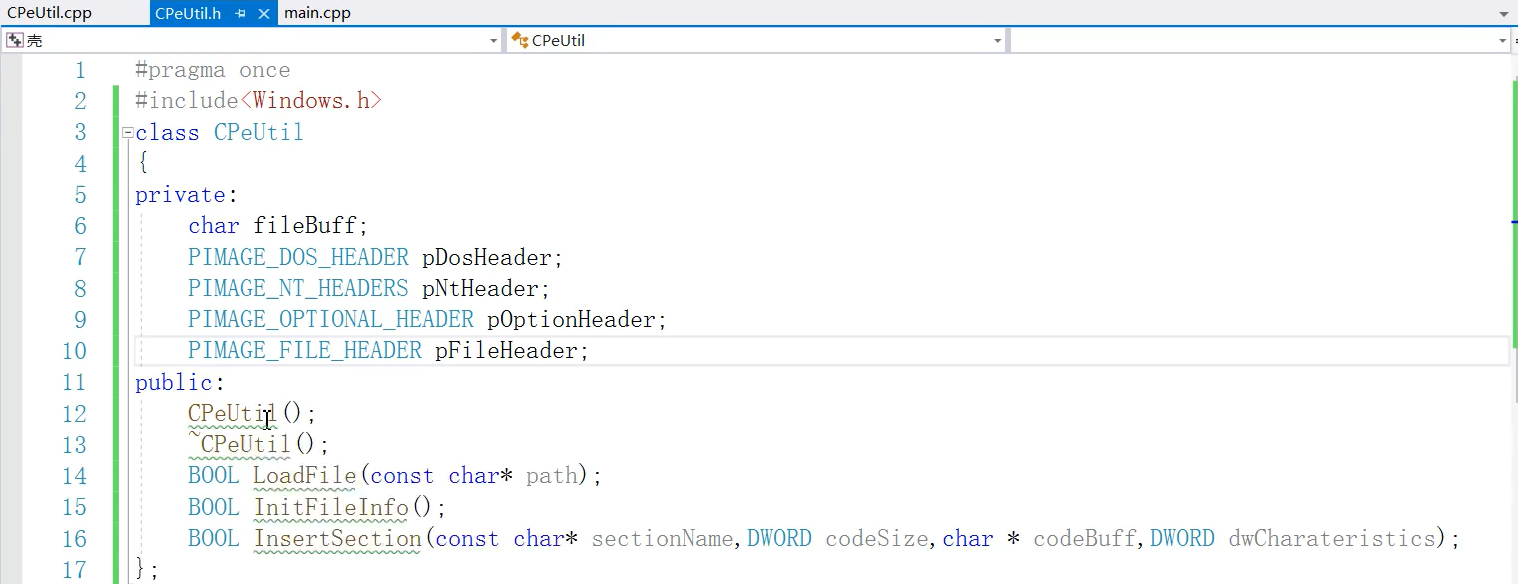 CPeUtil.cpp CPeUtil.h main.cpp
壳 CPeUtil
1 #pragma once
2 #include<Windows.h>
3 class CPeUtil
4 {
5 private:
6 char fileBuff;
7 PIMAGE_DOS_HEADER pDosHeader;
8 PIMAGE_NT_HEADERS pNtHeader;
9 PIMAGE_OPTIONAL_HEADER pOptionHeader;
10 PIMAGE_FILE_HEADER pFileHeader;
11 public:
12 CPeUtil();
13 ~CPeUtil();
14 BOOL LoadFile(const char* path);
15 BOOL InitFileInfo();
16 BOOL InsertSection(const char* sectionName,DWORD codeSize,char * codeBuff,DWORD dwCharateristics);
17 };